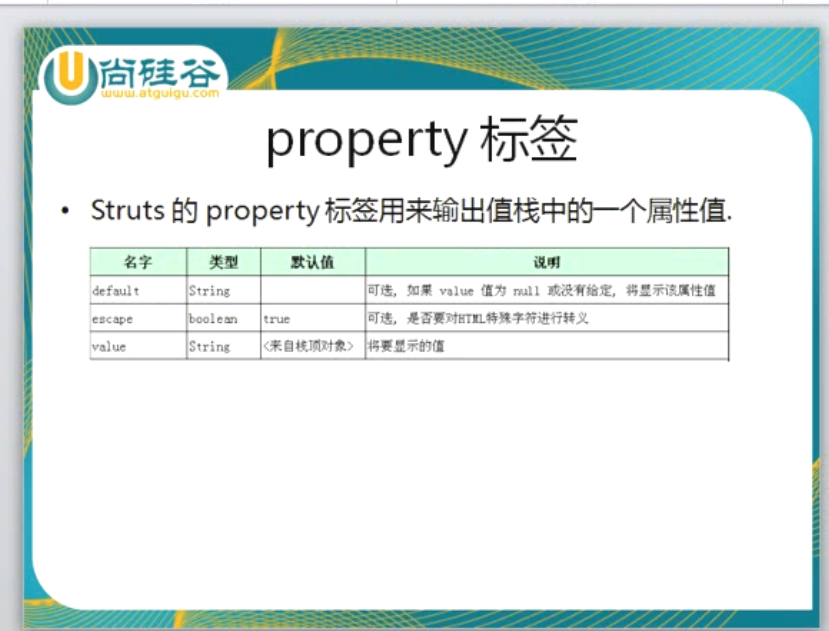 尚硅谷
www.atguigu.com
property 标签
• Struts 的 property 标签用来输出值栈中的一个属性值.
名字 类型 默认值 说明
default String 可选, 如果 value 值为 null 或没有给定, 将显示该属性值
escape boolean true 可选, 是否要对HTML特殊字符进行转义
value String <来自栈顶对象> 将要显示的值